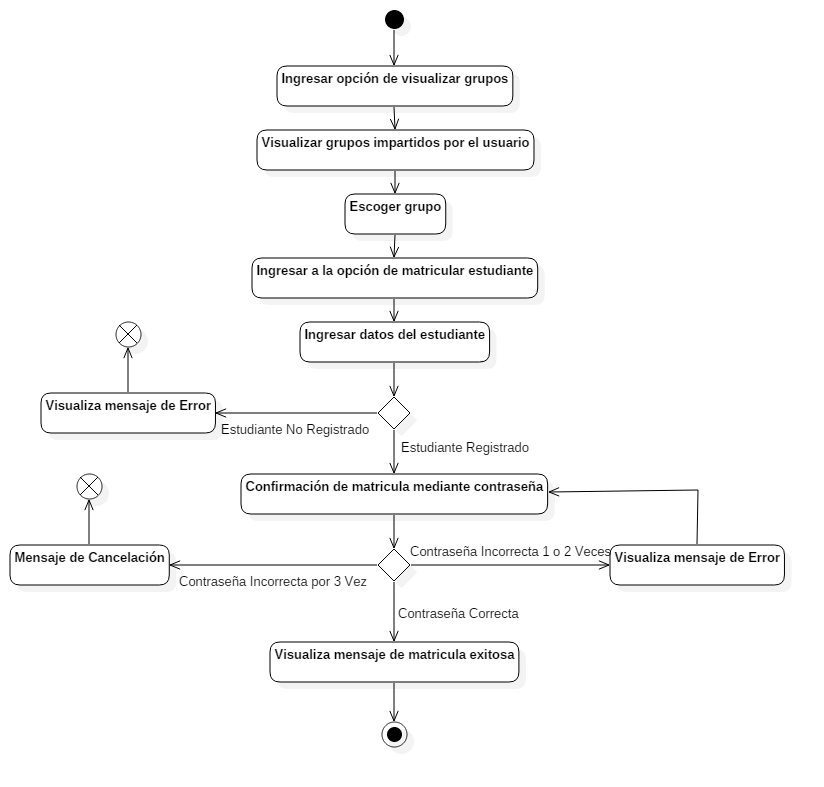 Ingresar opción de visualizar grupos
Visualizar grupos impartidos por el usuario
Escoger grupo
Ingresar a la opción de matricular estudiante
Ingresar datos del estudiante
Visualiza mensaje de Error
Estudiante No Registrado
Estudiante Registrado
Confirmación de matricula mediante contraseña
Contraseña Incorrecta 1 o 2 Veces
Mensaje de Cancelación
Visualiza mensaje de Error
Contraseña Incorrecta por 3 Vez
Contraseña Correcta
Visualiza mensaje de matricula exitosa